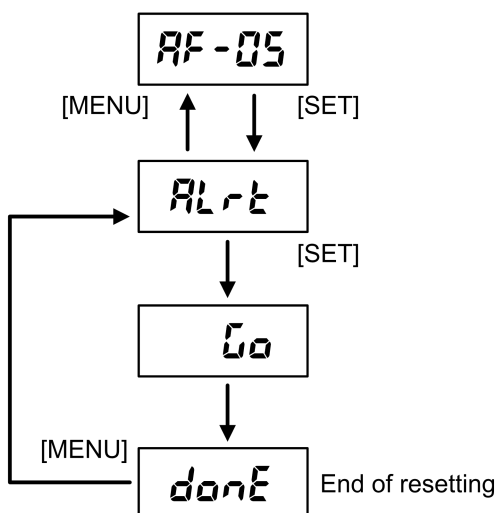 AF-05
[MENU] [SET]
ALrt
[SET]
Go
[MENU]
donE End of resetting